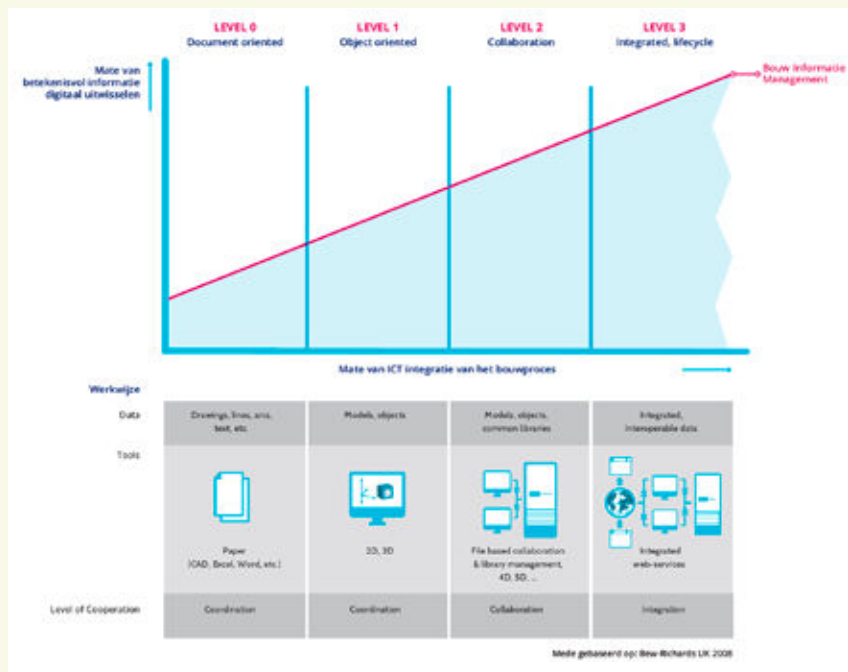 LEVEL 0
Document oriented
LEVEL 1
Object oriented
LEVEL 2
Collaboration
LEVEL 3
Integrated, lifecycle
Mate van
betekenisvol informatie
digitaal uitwisselen
Bouw Informatie
Management
Mate van ICT integratie van het bouwproces
Werkwijze
Data
Drawings, lines, arcs,
text, etc
Models, objects
Models, objects,
common libraries
Integrated,
interoperable data
Tools
Paper
(CAD, Excel, Word, etc.)
2D, 3D
File based collaboration
& library management,
4D, 5D, ...
Integrated
web-services
Level of Cooperation
Coordination
Coordination
Collaboration
Integration
Mede gebaseerd op: Bew-Richards UK 2008